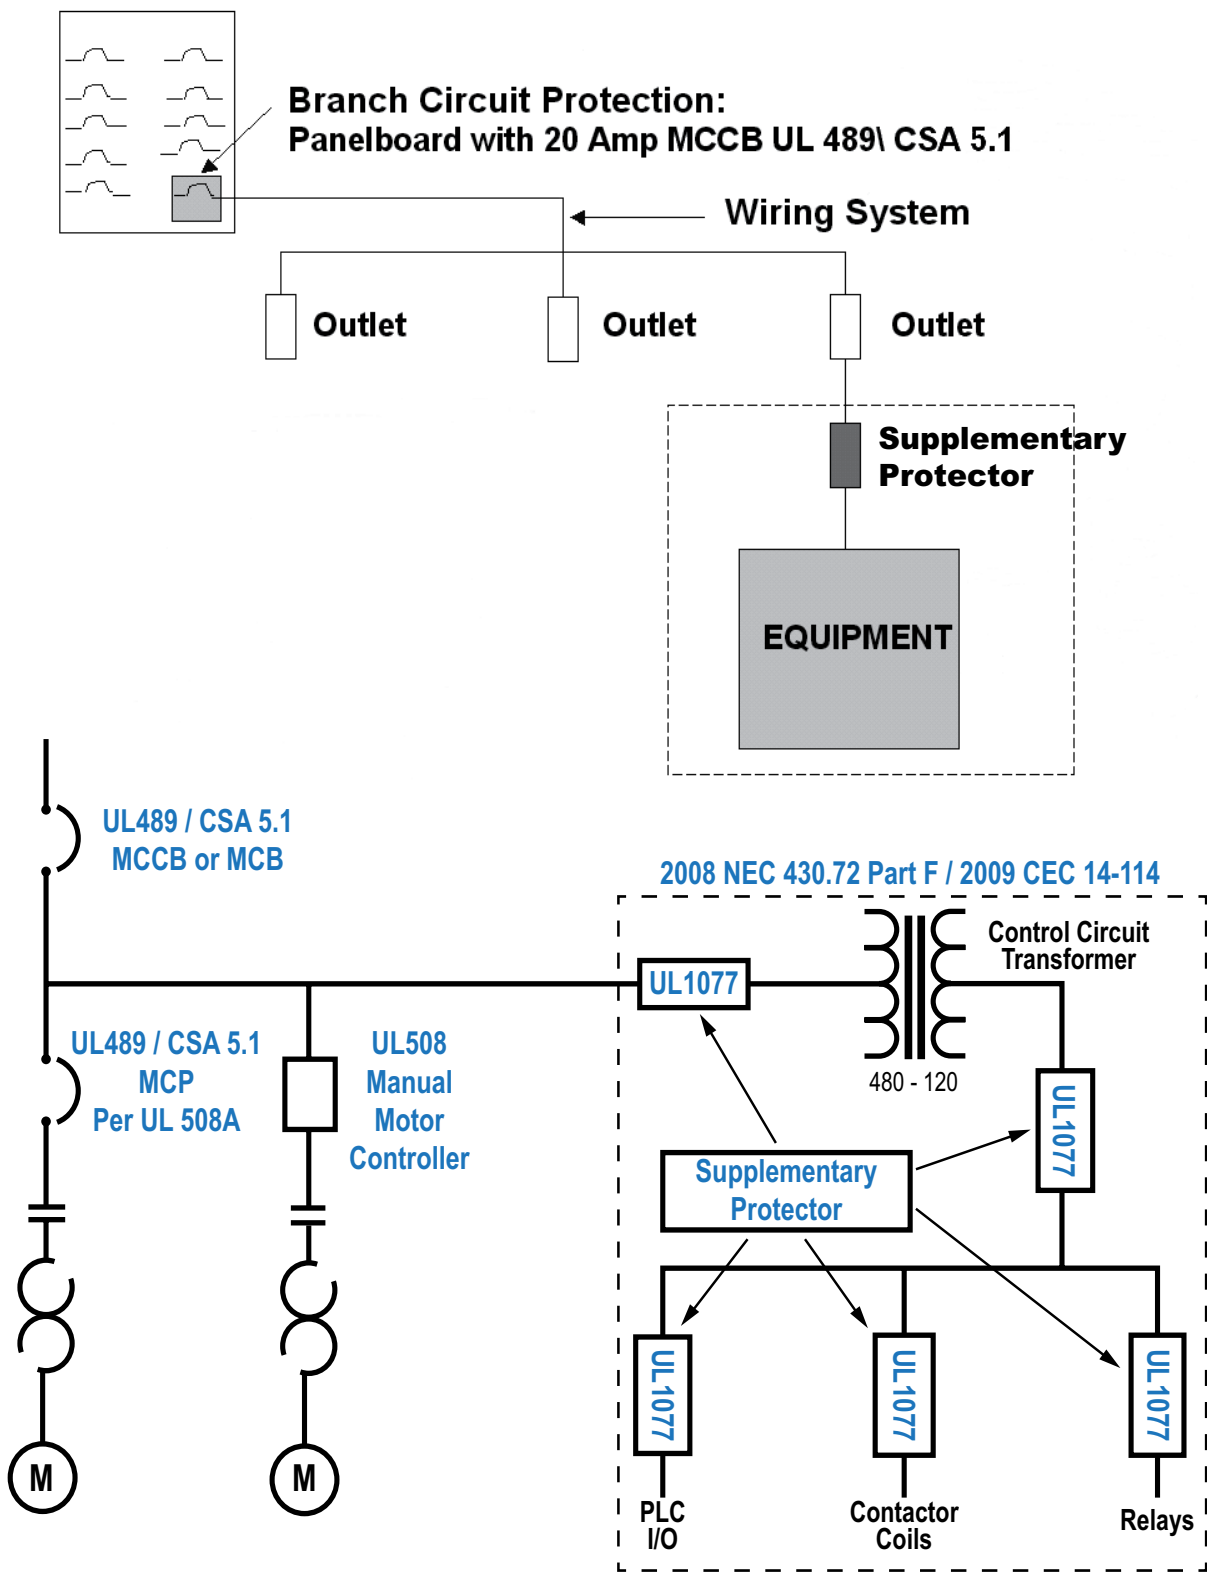 Branch Circuit Protection:
Panelboard with 20 Amp MCCB UL 489\ CSA 5.1
Wiring System
Outlet
Outlet
Outlet
Supplementary
Protector
EQUIPMENT
UL489 / CSA 5.1
MCCB or MCB
2008 NEC 430.72 Part F / 2009 CEC 14-114
Control Circuit
Transformer
UL1077
480 - 120
UL489 / CSA 5.1
MCP
Per UL 508A
UL508
Manual
Motor
Controller
UL1077
Supplementary
Protector
UL1077
UL1077
UL1077
M
M
PLC
I/O
Contactor
Coils
Relays